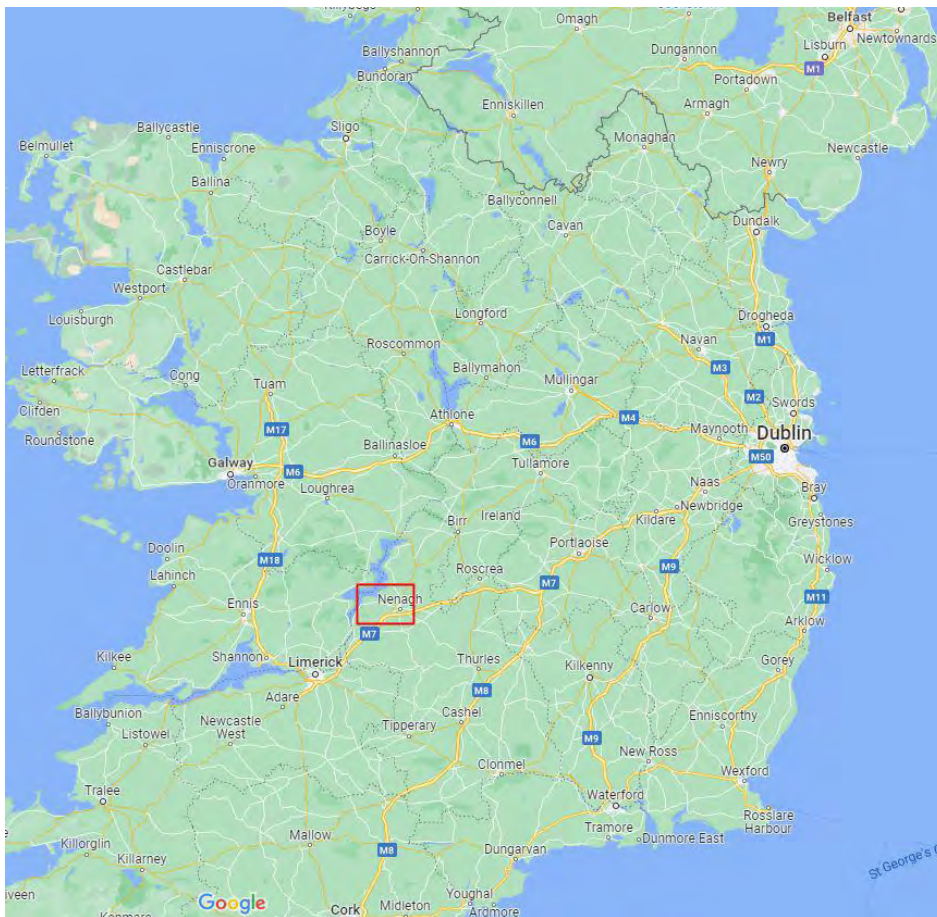 Killybegs
Omagh
Belfast
Ballyshannon
Dungannon
Lisburn
Newtownards
Bundoran
M1
Portadown
Enniskillen
Armagh
Sligo
Ballycastle
Monaghan
Belmullet
Enniscrone
Newcastle
Newry
Ballina
Ballyconnell
Dundalk
Boyle
Cavan
Carrick-On-Shannon
Castlebar
Westport
Louisburgh
Longford
Drogheda
M1
Roscommon
Navan
Letterfrack
Cong
Ballymahon
M3
Tuam
Mullingar
M2
Clifden
Swords
Athlone
M4
Roundstone
M17
Maynooth
Dublin
Ballinasloe
M6
M50
Galway
M6
Tullamore
Oranmore
Naas
Loughrea
Bray
Newbridge
Birr
Ireland
Kildare
Greystones
Doolin
Portlaoise
M18
Wicklow
Lahinch
Roscrea
M9
M7
M11
Nenagh
Ennis
Carlow
Arklow
M7
Shannon
Limerick
Thurles
Kilkee
Kilkenny
Gorey
M8
Adare
Ballybunion
Newcastle
West
Cashel
Enniscorthy
Listowel
Tipperary
M9
New Ross
Clonmel
Wexford
Tralee
Waterford
Rosslare
Harbour
Mallow
Tramore
Dunmore East
Killorglin
M8
Dungarvan
Killarney
St George's
Youghal
Google
Cork
Midleton
Ardmore
Kenmare